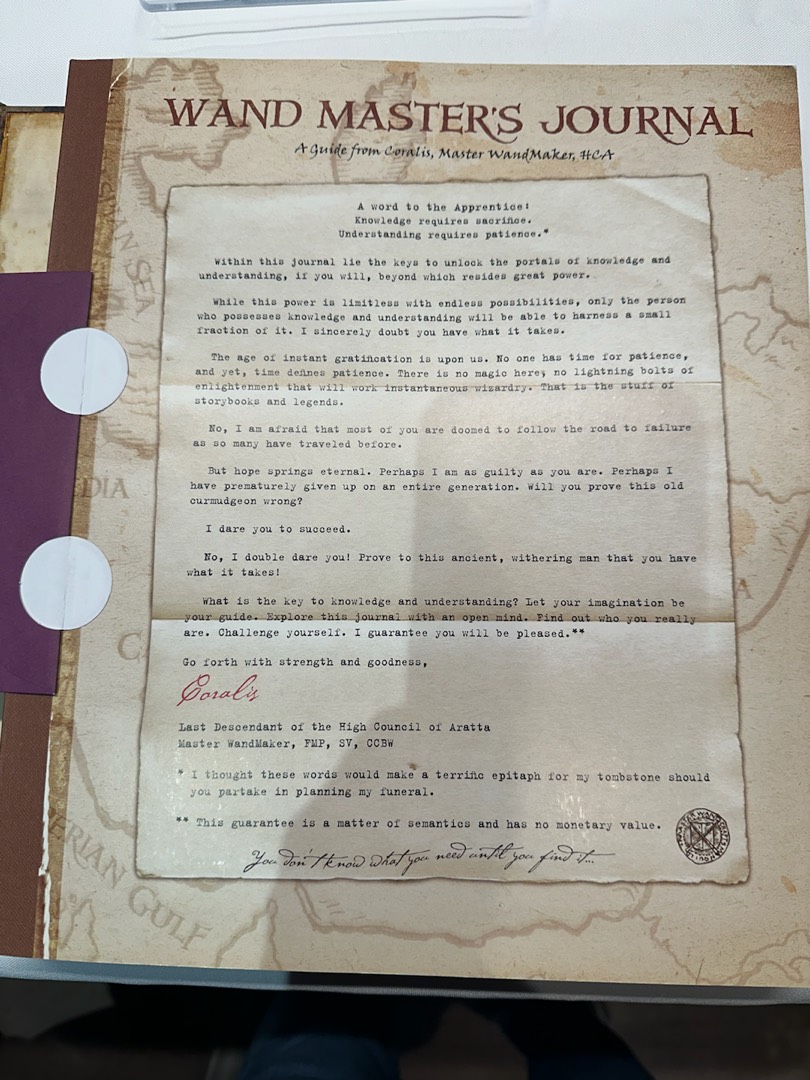 WAND MASTER'S JOURNAL
A Guide from Coralis, Master WandMaker, HCA
A word to the Apprentice:
Knowledge requires sacrifice.
Understanding requires patience.*
Within this journal lie the keys to unlock the portals of knowledge and
understanding, if you will, beyond which resides great power.
While this power is limitless with endless possibilities, only the person
who possesses knowledge and understanding will be able to harness a small
fraction of it. I sincerely doubt you have what it takes.
The age of instant gratification is upon us. No one has time for patience,
and yet, time defines patience. There is no magic here; no lightning bolts of
enlightenment that will work instantaneous wizardry. That is the stuff of
storybooks and legends.
No, I am afraid that most of you are doomed to follow the road to failure
as so many have traveled before.
But hope springs eternal. Perhaps I am as guilty as you are. Perhaps I
have prematurely given up on an entire generation. Will you prove this old
curmudgeon wrong?
I dare you to succeed.
No, I double dare you! Prove to this ancient, withering man that you have
what it takes!
What is the key to knowledge and understanding? Let your imagination be
your guide. Explore this journal with an open mind. Find out who you really
are. Challenge yourself. I guarantee you will be pleased.**
Go forth with strength and goodness,
Coralis
Last Descendant of the High Council of Aratta
Master WandMaker, FMP, SV, CCBW
* I thought these words would make a terrific epitaph for my tombstone should
you partake in planning my funeral.
** This guarantee is a matter of semantics and has no monetary value.
You don't know what you need until you find it...
SEA
DIA
GULF